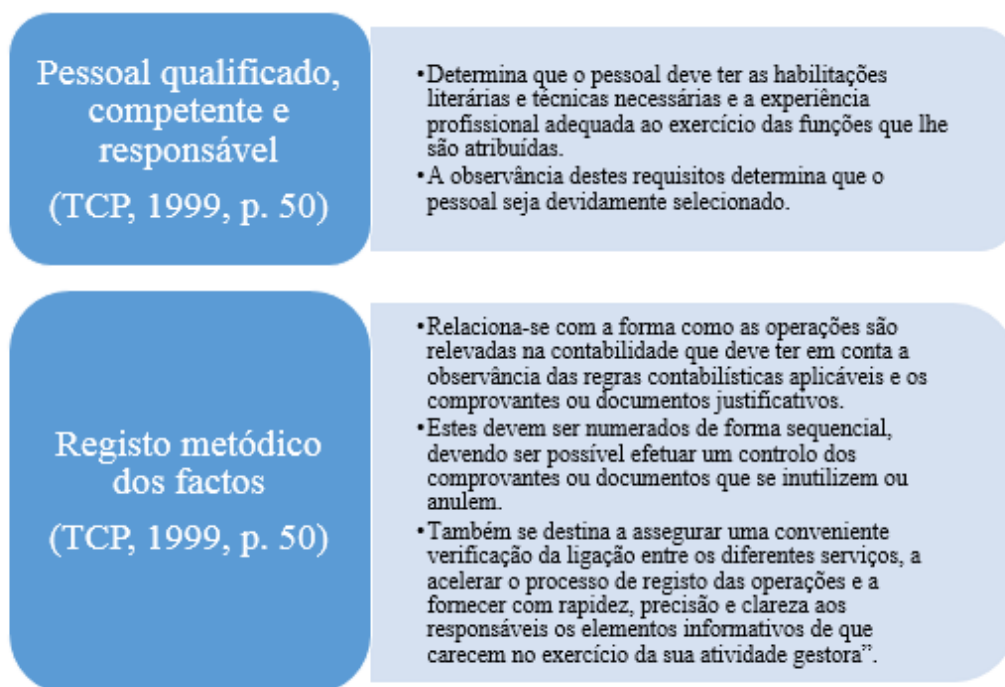 Pessoal qualificado,
competente e
responsável
(TCP, 1999, p. 50)
•Determina que o pessoal deve ter as habilitações
literárias e técnicas necessárias e a experiência
profissional adequada ao exercício das funções que lhe
são atribuídas.
•A observância destes requisitos determina que o
pessoal seja devidamente selecionado.
Registo metódico
dos factos
(TCP, 1999, p. 50)
•Relaciona-se com a forma como as operações são
relevadas na contabilidade que deve ter em conta a
observância das regras contabilísticas aplicáveis e os
comprovantes ou documentos justificativos.
•Estes devem ser numerados de forma sequencial,
devendo ser possível efetuar um controlo dos
comprovantes ou documentos que se inutilizem ou
anulem.
•Também se destina a assegurar uma conveniente
verificação da ligação entre os diferentes serviços, a
acelerar o processo de registo das operações e a
fornecer com rapidez, precisão e clareza aos
responsáveis os elementos informativos de que
carecem no exercício da sua atividade gestora”.